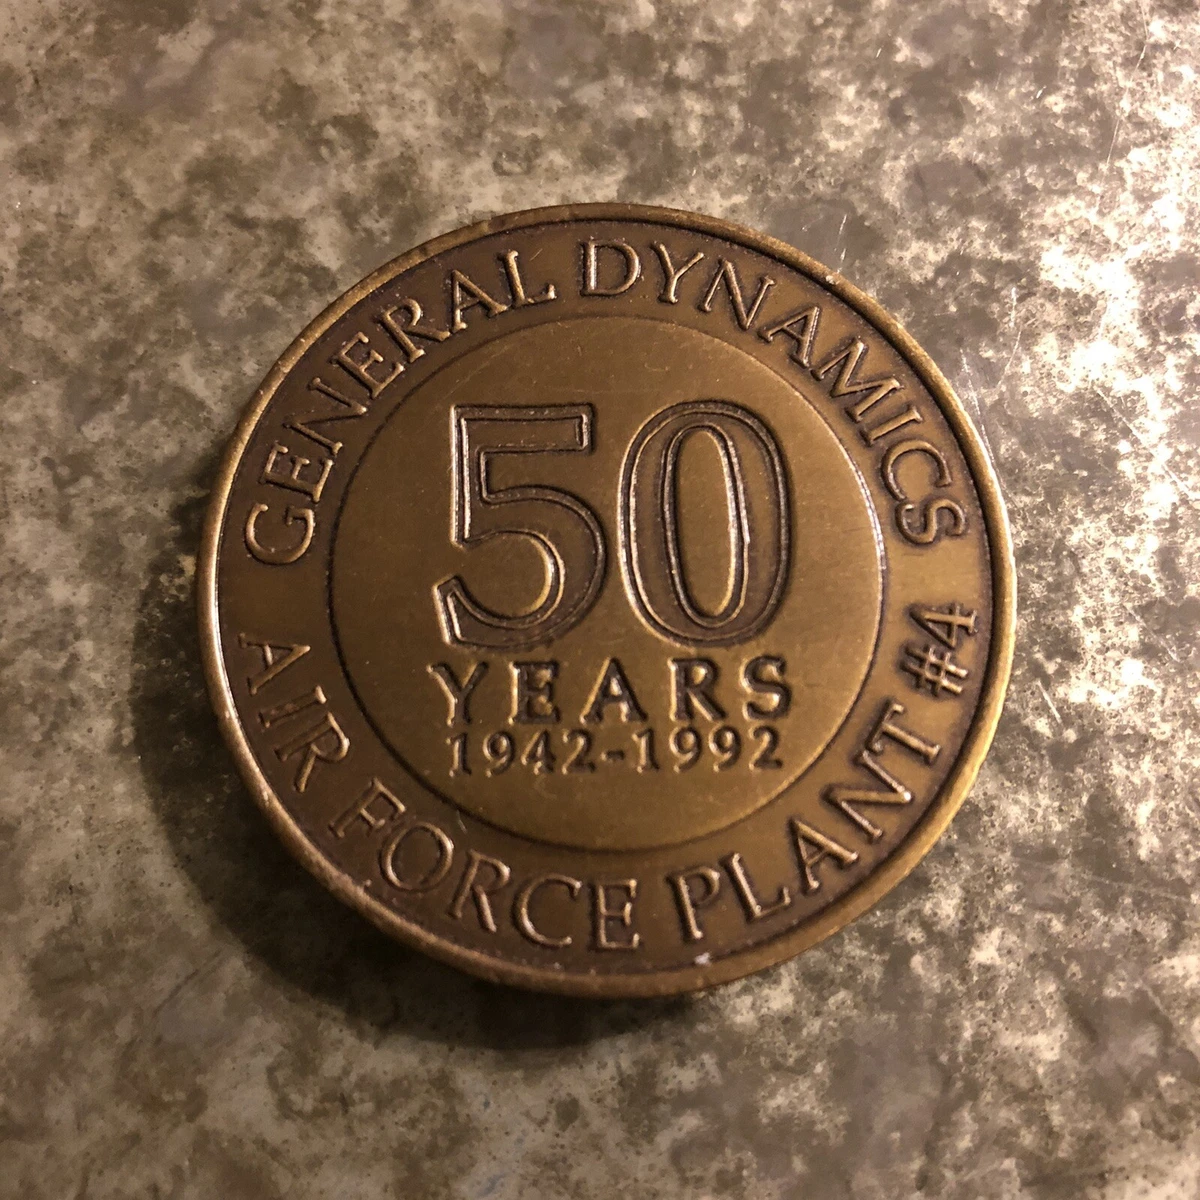 GENERAL DYNAMICS
50
YEARS
1942-1992
AIR FORCE PLANT #4